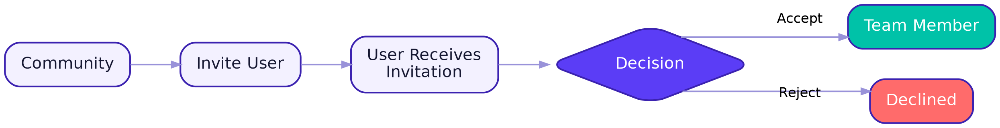 Community
Invite User
User Receives
Invitation
Decision
Accept
Team Member
Reject
Declined